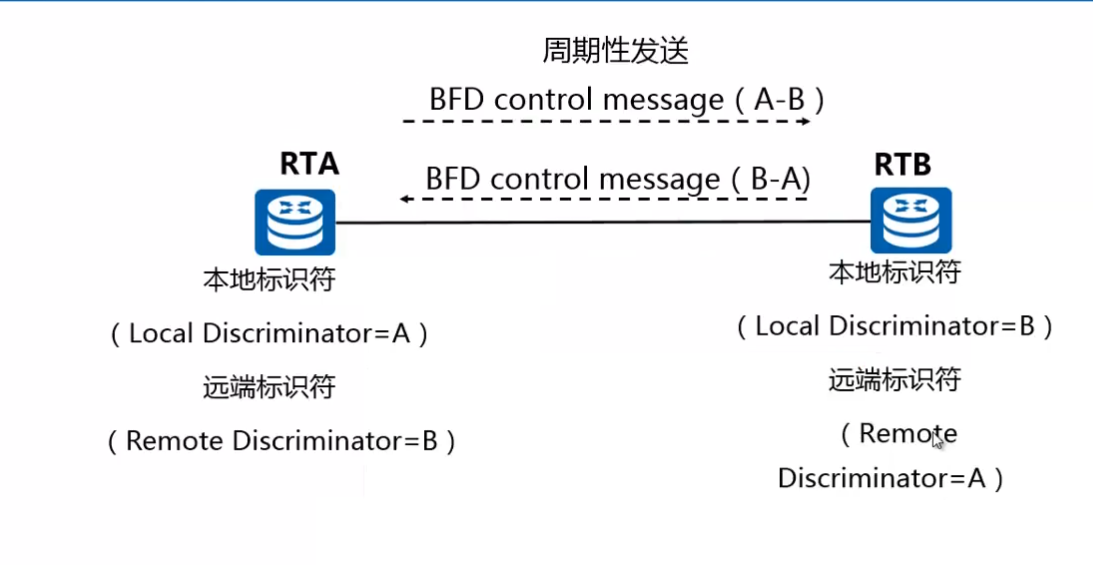 周期性发送
BFD control message ( A-B )
RTA
RTB
BFD control message ( B-A)
本地标识符
( Local Discriminator=A )
远端标识符
( Remote Discriminator=B )
本地标识符
( Local Discriminator=B )
远端标识符
( Remote
Discriminator=A )